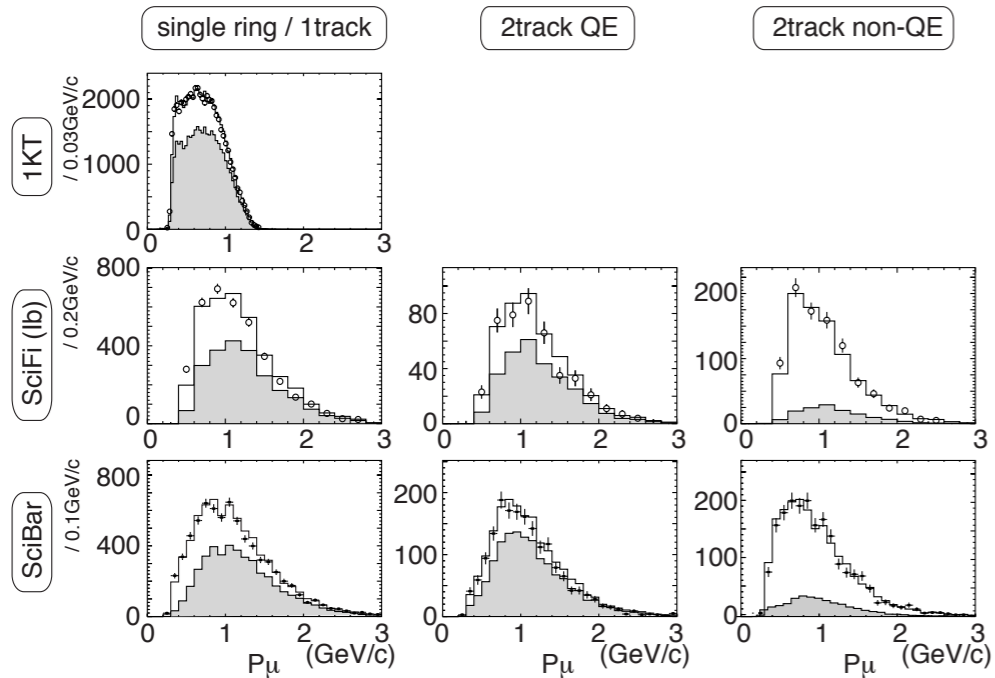 single ring / 1track
2track QE
2track non-QE
1KT
/ 0.03GeV/c
2000
1000
0
0 1 2 3
SciFi (Ib)
/ 0.2GeV/c
800
400
0
0 1 2 3
80
40
0
0 1 2 3
200
100
0
0 1 2 3
SciBar
/ 0.1GeV/c
800
400
0
0 1 2 3
Pμ (GeV/c)
200
100
0
0 1 2 3
Pμ (GeV/c)
200
100
0
0 1 2 3
Pμ (GeV/c)